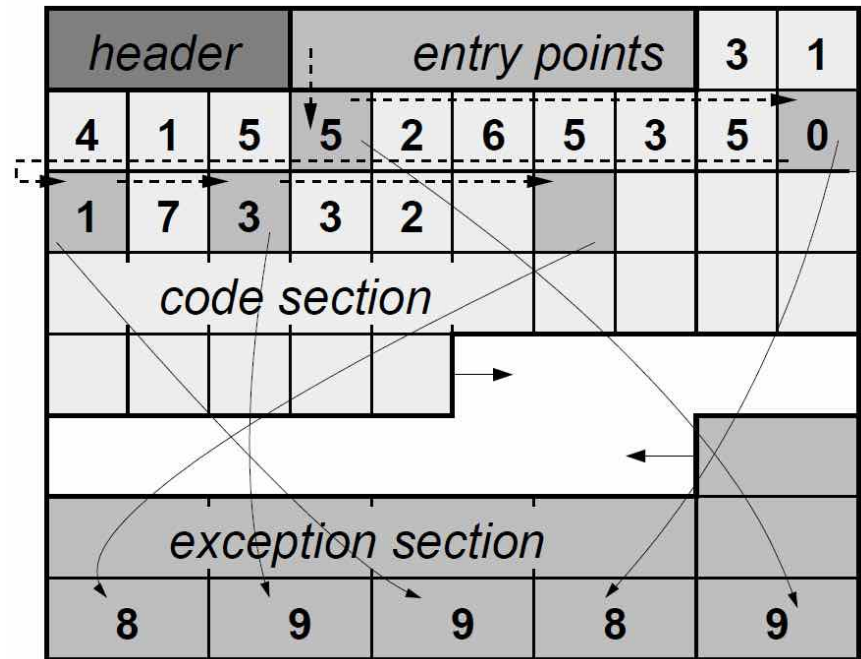 header entry points 3 1
4 1 5 5 2 6 5 3 5 0
1 7 3 3 2
code section
exception section
8 9 9 8 9